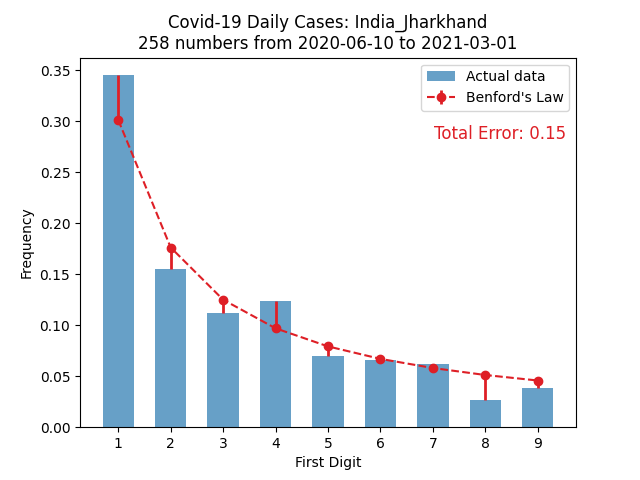 Covid-19 Daily Cases: India_Jharkhand
258 numbers from 2020-06-10 to 2021-03-01
Actual data
Benford's Law
Total Error: 0.15
Frequency
0.35
0.30
0.25
0.20
0.15
0.10
0.05
0.00
1 2 3 4 5 6 7 8 9
First Digit